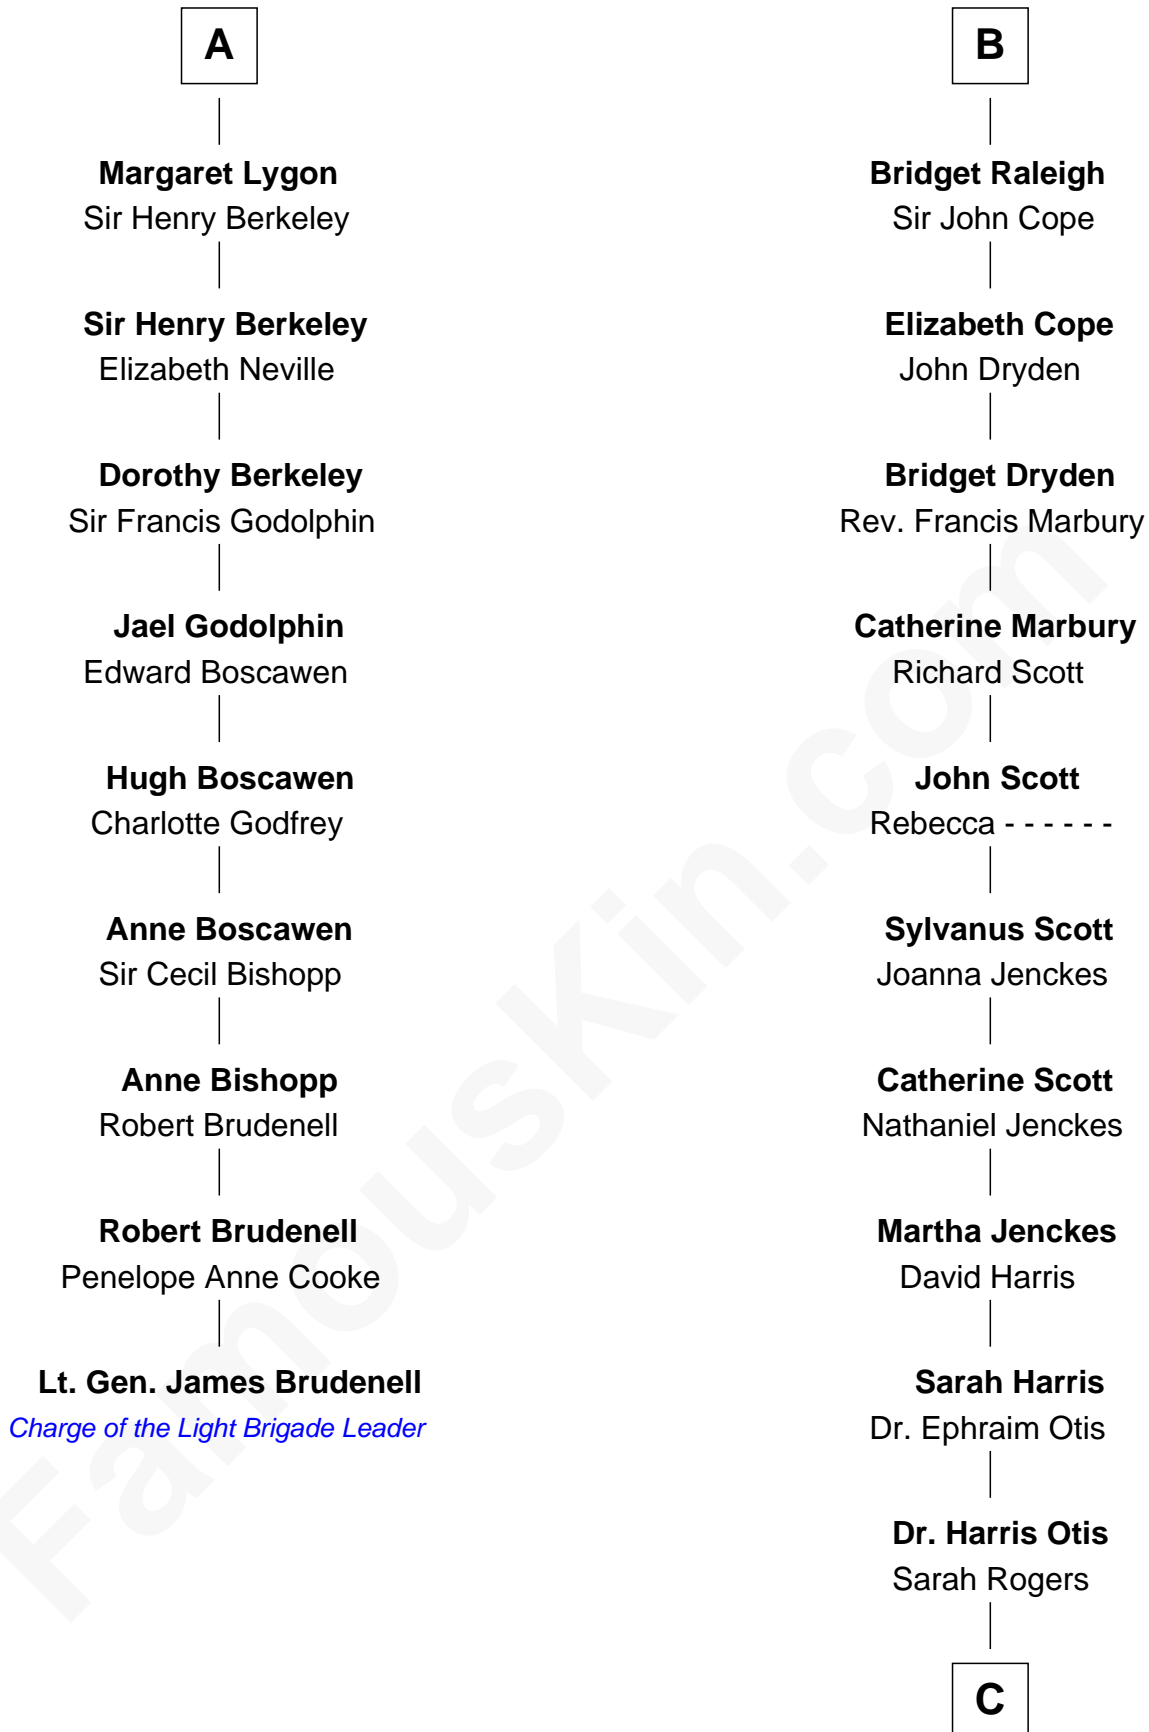 A
Margaret Lygon
Sir Henry Berkeley
Sir Henry Berkeley
Elizabeth Neville
Dorothy Berkeley
Sir Francis Godolphin
Jael Godolphin
Edward Boscawen
Hugh Boscawen
Charlotte Godfrey
Anne Boscawen
Sir Cecil Bishopp
Anne Bishopp
Robert Brudenell
Robert Brudenell
Penelope Anne Cooke
Lt. Gen. James Brudenell
Charge of the Light Brigade Leader
B
Bridget Raleigh
Sir John Cope
Elizabeth Cope
John Dryden
Bridget Dryden
Rev. Francis Marbury
Catherine Marbury
Richard Scott
John Scott
Rebecca - - - - - -
Sylvanus Scott
Joanna Jenckes
Catherine Scott
Nathaniel Jenckes
Martha Jenckes
David Harris
Sarah Harris
Dr. Ephraim Otis
Dr. Harris Otis
Sarah Rogers
C
FamousKin.com